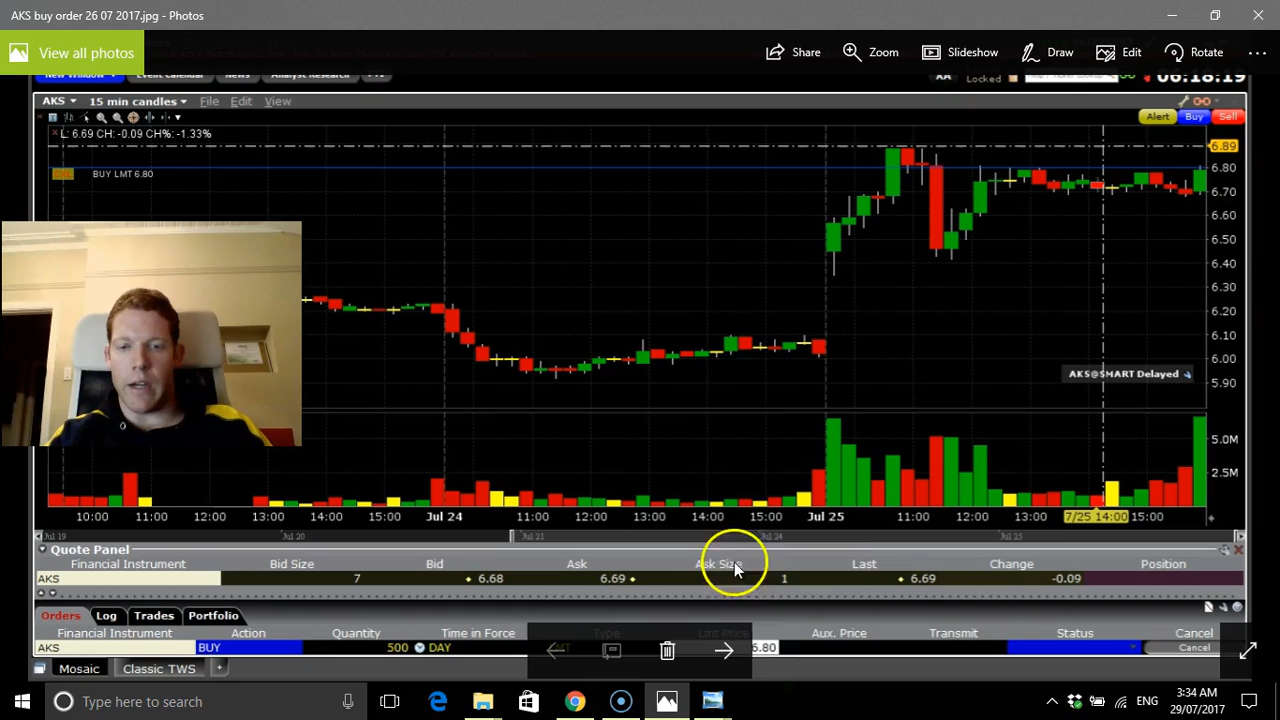 AKS buy order 26 07 2017.jpg - Photos
View all photos
Share
Zoom
Slideshow
Draw
Edit
Rotate
New Window
Event Calendar
News
Analyst Research
AA
Locked
06:18:19
AKS
15 min candles
File
Edit
View
Alert
Buy
Sell
L: 6.69 CH: -0.09 CH%: -1.33%
BUY LMT 6.80
6.89
6.80
6.70
6.60
6.50
6.40
6.30
6.20
6.10
6.00
5.90
AKS@SMART Delayed
5.0M
2.5M
10:00 11:00 12:00 13:00 14:00 15:00 Jul 24 11:00 12:00 13:00 14:00 15:00 Jul 25 11:00 12:00 13:00 7/25 14:00 15:00
Jul 19 Jul 20 Jul 21 Jul 24 Jul 25
Quote Panel
Financial Instrument Bid Size Bid Ask Ask Size Last Change Position
AKS 7 6.68 6.69 1 6.69 -0.09
Orders Log Trades Portfolio
Financial Instrument Action Quantity Time in Force Type Lmt Price Aux. Price Transmit Status Cancel
AKS BUY 500 DAY LMT 6.80 Cancel
Mosaic Classic TWS +
Type here to search
ENG
3:34 AM
29/07/2017